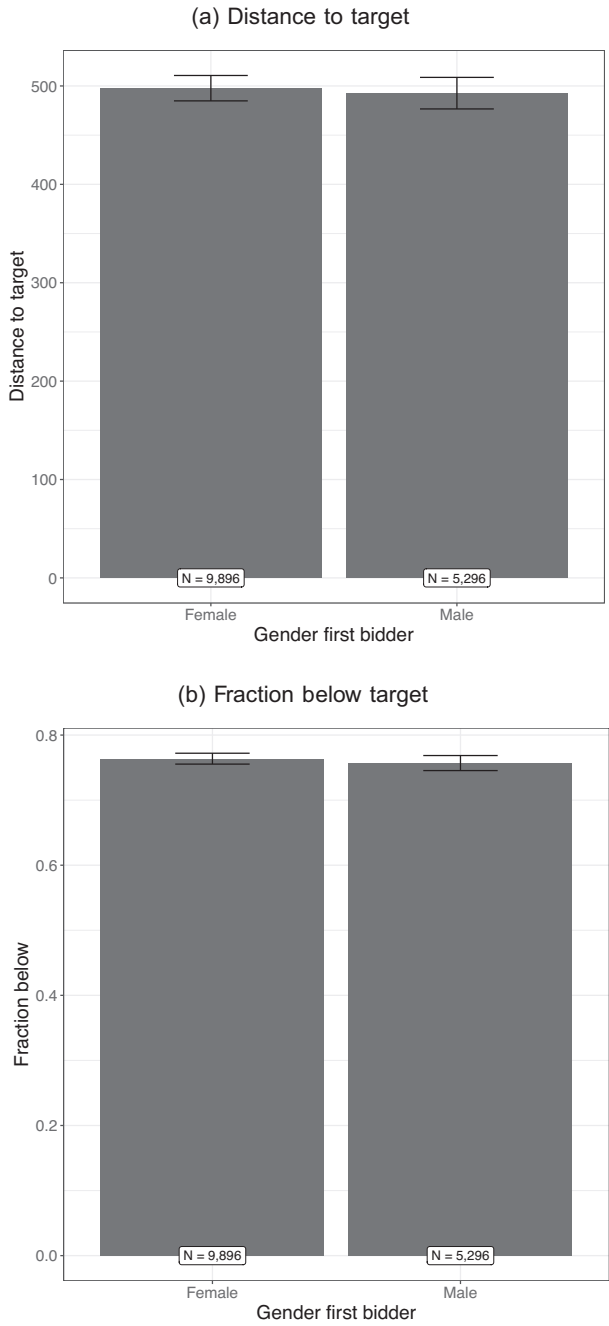 (a) Distance to target
500
400
300
200
100
0
Distance to target
N = 9,896
N = 5,296
Female
Male
Gender first bidder
(b) Fraction below target
0.8
0.6
0.4
0.2
0.0
Fraction below
N = 9,896
N = 5,296
Female
Male
Gender first bidder